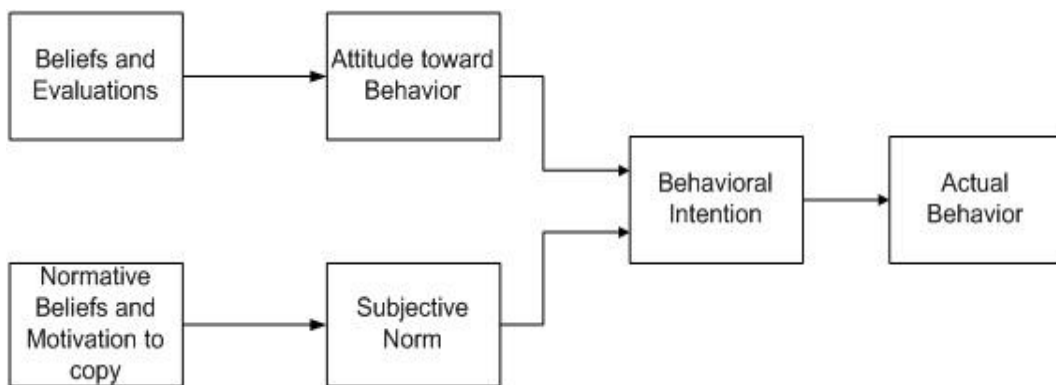 Beliefs and
Evaluations
Attitude toward
Behavior
Behavioral
Intention
Actual
Behavior
Normative
Beliefs and
Motivation to
copy
Subjective
Norm